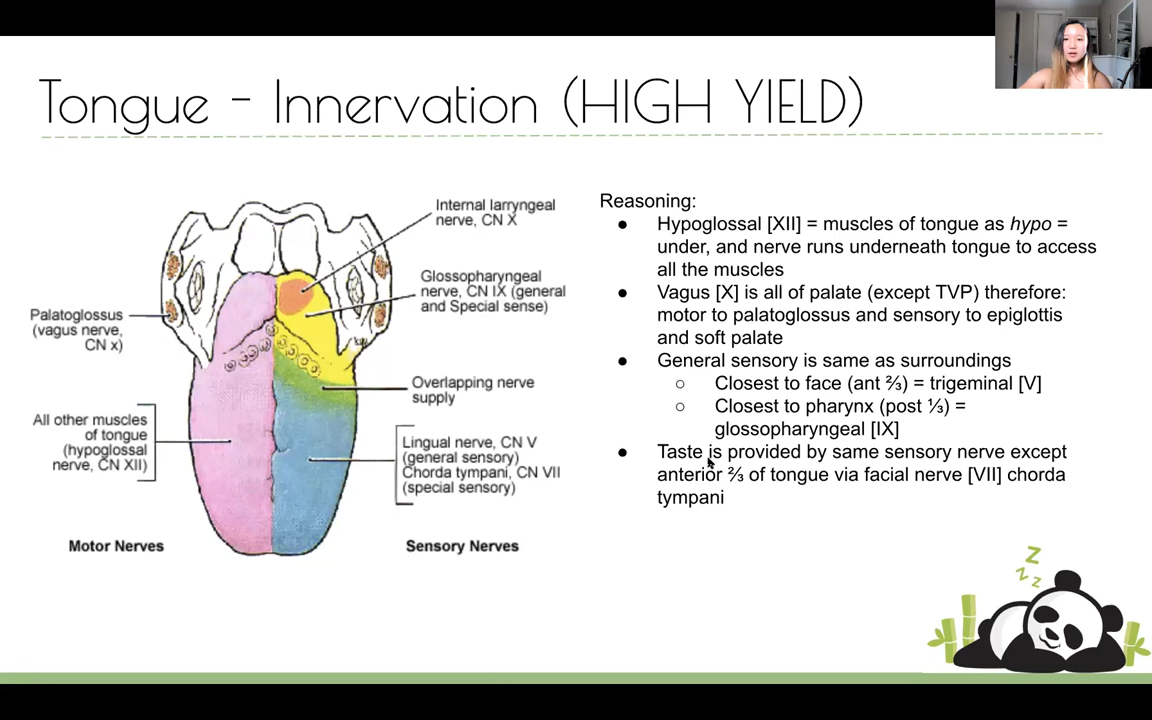 Tongue - Innervation (HIGH YIELD)
Internal larryngeal
nerve, CN X
Glossopharyngeal
nerve, CN IX (general
and Special sense)
Palatoglossus
(vagus nerve,
CN x)
Overlapping nerve
supply
All other muscles
of tongue
(hypoglossal
nerve, CN XII)
Lingual nerve, CN V
(general sensory)
Chorda tympani, CN VII
(special sensory)
Motor Nerves
Sensory Nerves
Reasoning:
● Hypoglossal [XII] = muscles of tongue as hypo =
under, and nerve runs underneath tongue to access
all the muscles
● Vagus [X] is all of palate (except TVP) therefore:
motor to palatoglossus and sensory to epiglottis
and soft palate
● General sensory is same as surroundings
○ Closest to face (ant ⅔) = trigeminal [V]
○ Closest to pharynx (post ⅓) =
glossopharyngeal [IX]
● Taste is provided by same sensory nerve except
anterior ⅔ of tongue via facial nerve [VII] chorda
tympani
Z
Z
Z